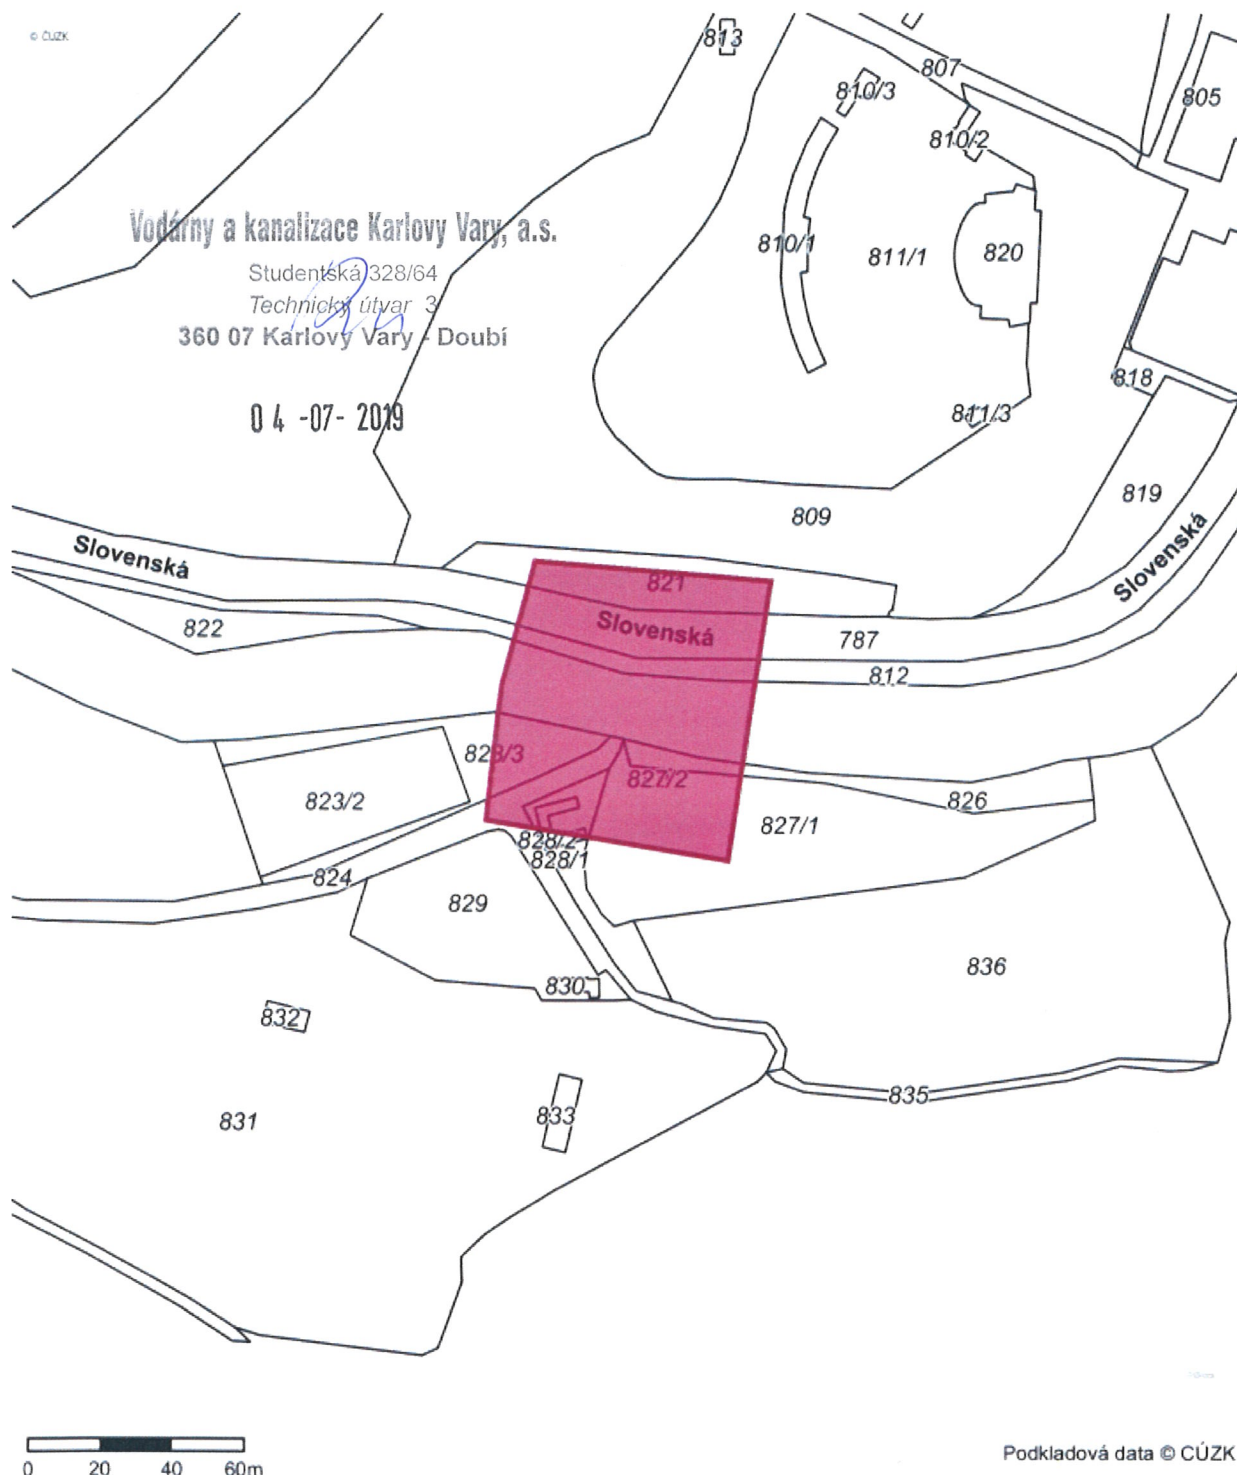 © ČÚZK
813
807
810/3
805
810/2
Vodárny a kanalizace Karlovy Vary, a.s.
810/1
811/1
820
Studentská 328/64
Technický útvar 3
360 07 Karlovy Vary - Doubí
818
0 4 -07- 2019
811/3
819
809
Slovenská
Slovenská
821
822
Slovenská
787
812
823/3
827/2
823/2
826
827/1
828/2
828/1
824
829
836
830
832
835
831
833
0 20 40 60m
Podkladová data © ČÚZK